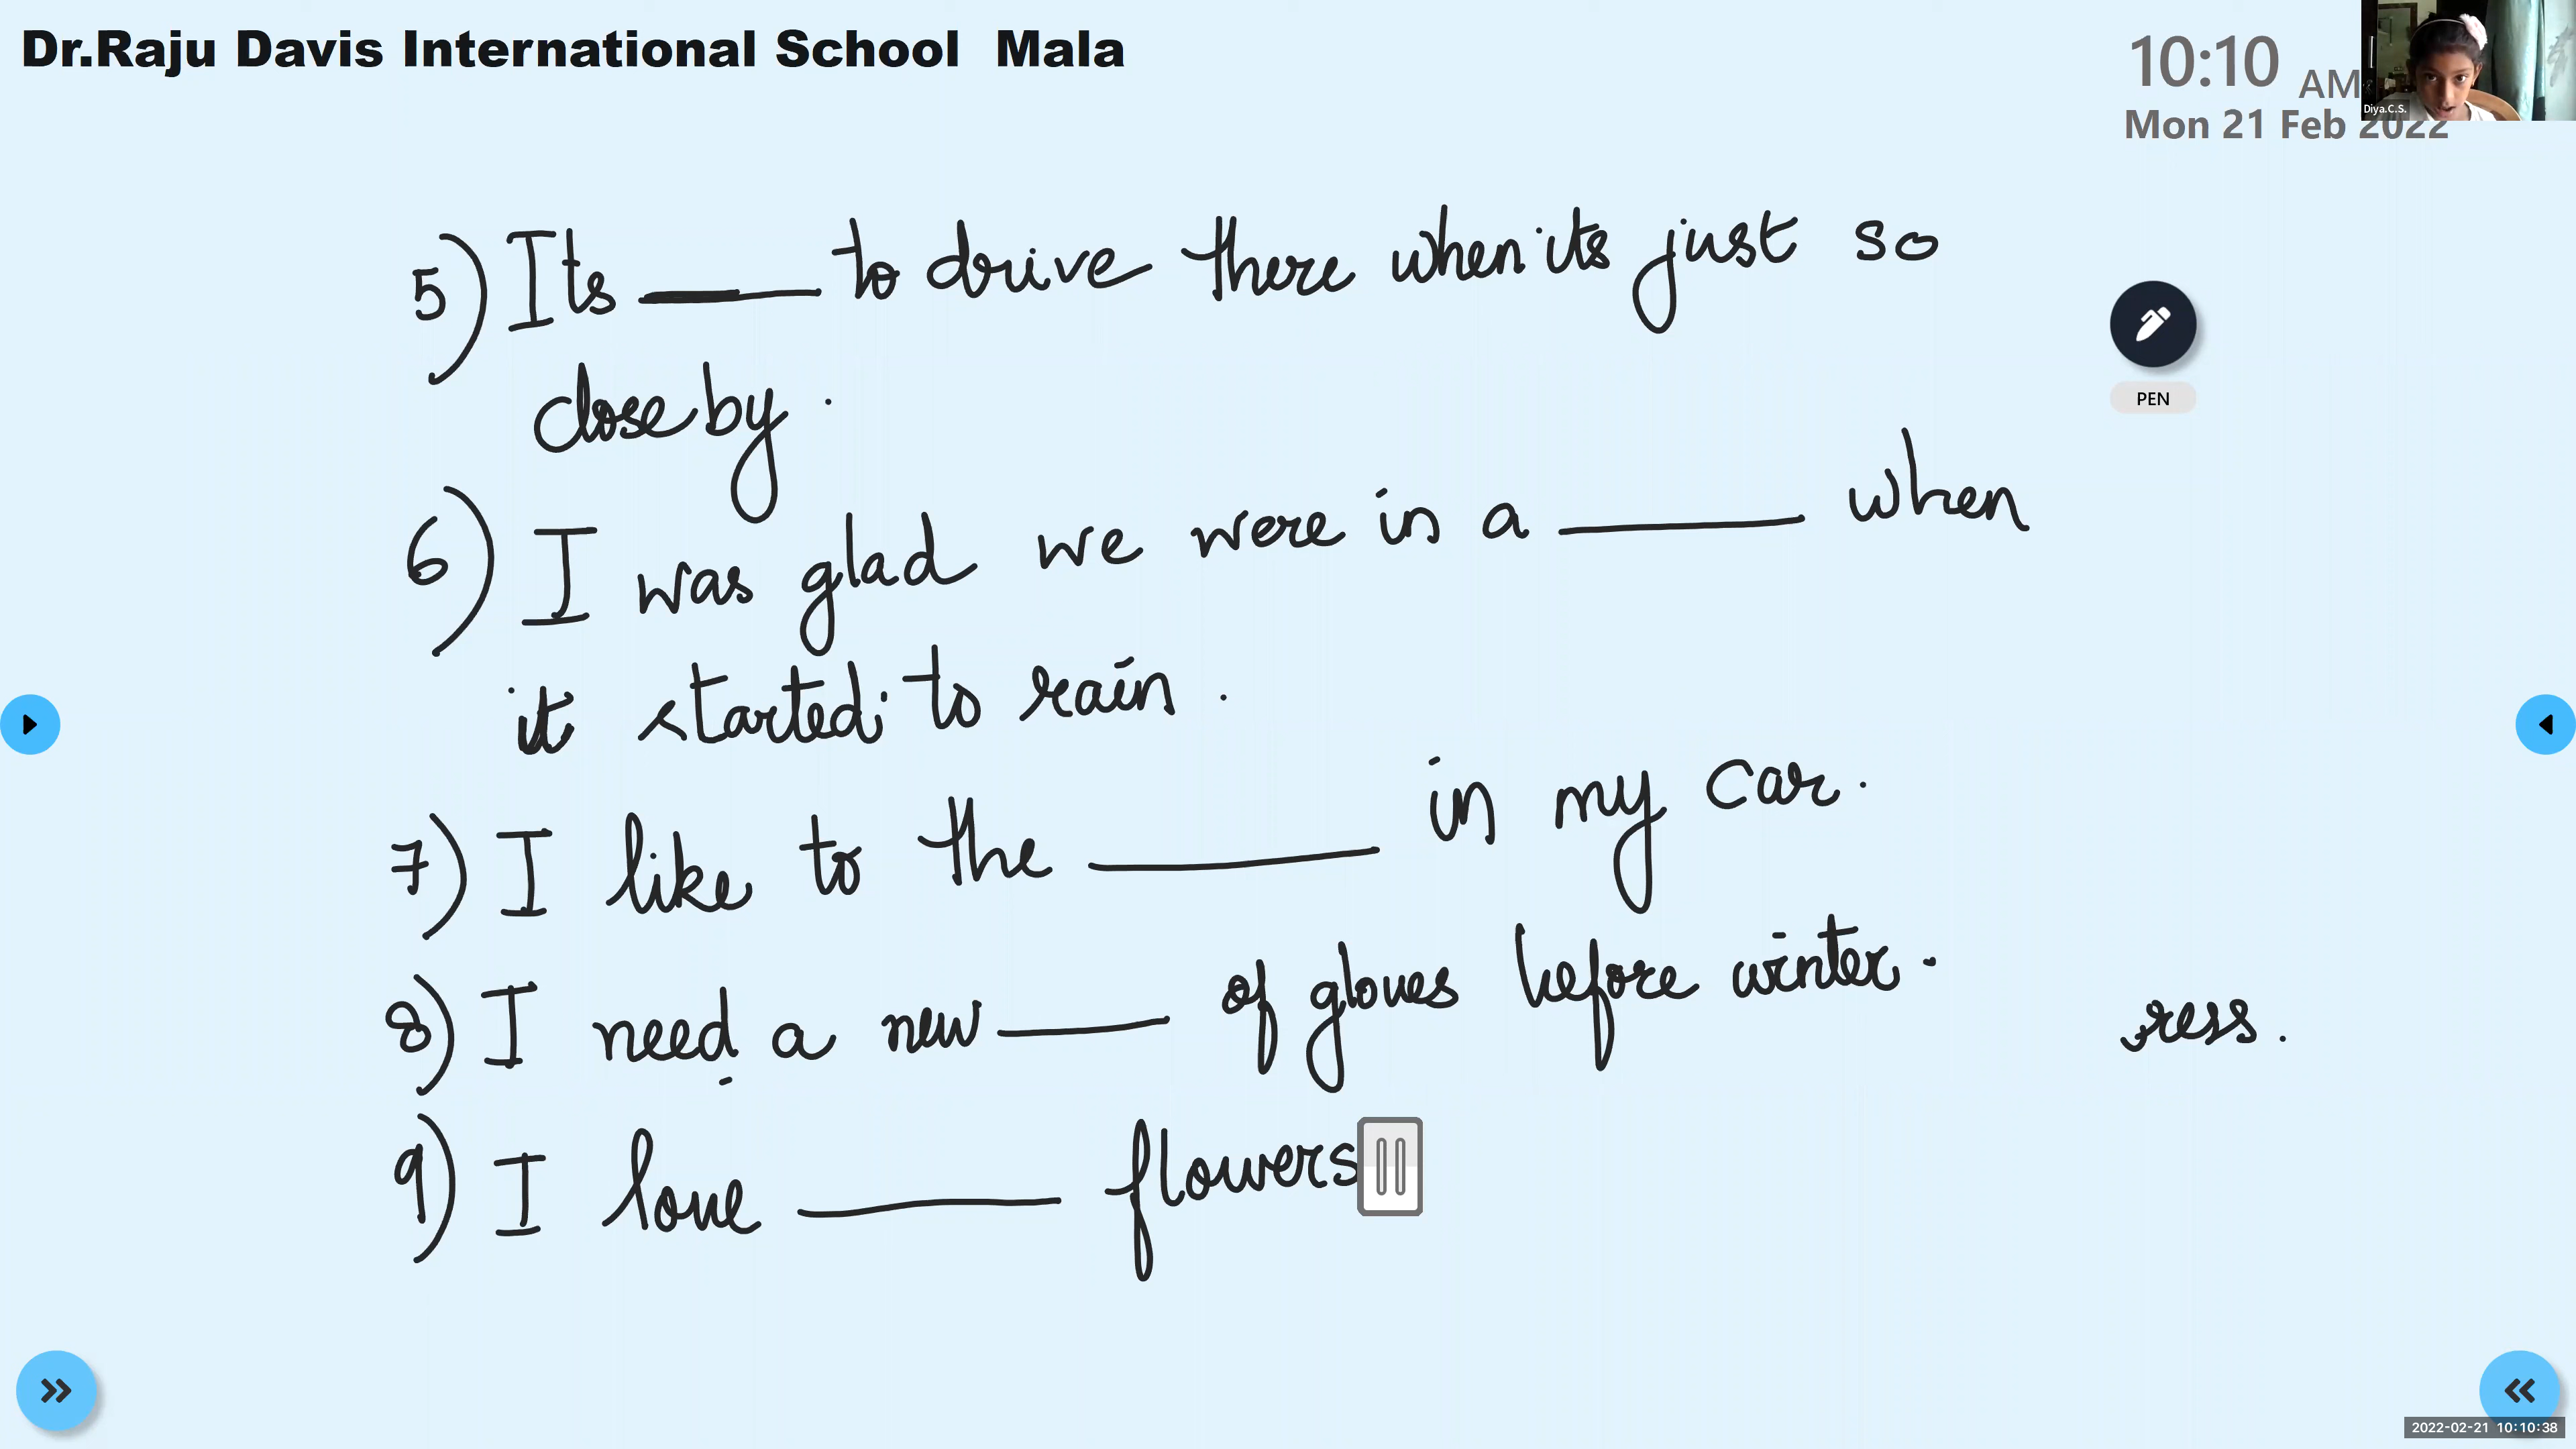 Dr.Raju Davis International School Mala
10:10 AM
Mon 21 Feb 2022
Diya.C.S.
5) Its ____ to drive there when its just so
close by.
PEN
6) I was glad we were in a ____ when
it started to rain.
7) I like to the ____ in my car.
8) I need a new ____ of gloves before winter.
ress.
9) I love ____ flowers
2022-02-21 10:10:38